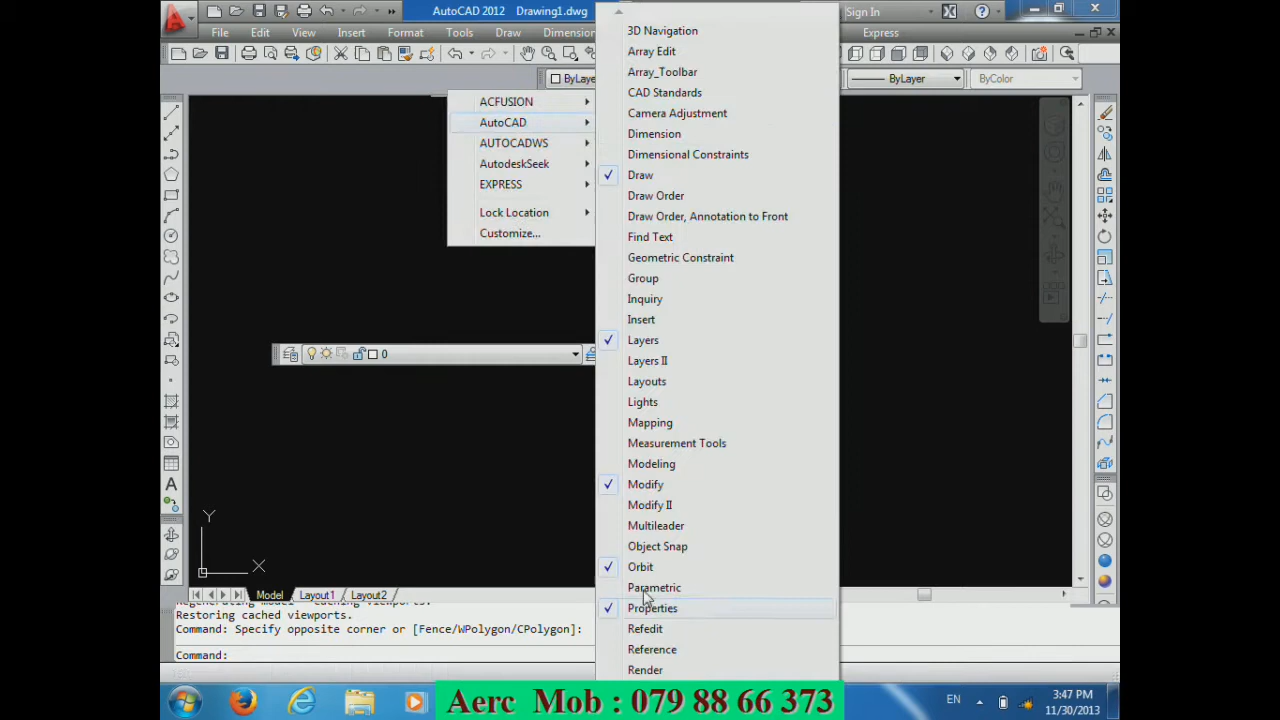 AutoCAD 2012 Drawing1.dwg
Sign In
File Edit View Insert Format Tools Draw Dimension
Express
ByLaye
ByLayer
ByColor
ACFUSION
AutoCAD
AUTOCADWS
AutodeskSeek
EXPRESS
Lock Location
Customize...
3D Navigation
Array Edit
Array_Toolbar
CAD Standards
Camera Adjustment
Dimension
Dimensional Constraints
Draw
Draw Order
Draw Order, Annotation to Front
Find Text
Geometric Constraint
Group
Inquiry
Insert
Layers
Layers II
Layouts
Lights
Mapping
Measurement Tools
Modeling
Modify
Modify II
Multileader
Object Snap
Orbit
Parametric
Properties
Refedit
Reference
Render
0
Y
X
Model Layout1 Layout2
Regenerating model - caching viewports.
Restoring cached viewports.
Command: Specify opposite corner or [Fence/WPolygon/CPolygon]:
Command:
Aerc Mob : 079 88 66 373
EN
3:47 PM
11/30/2013